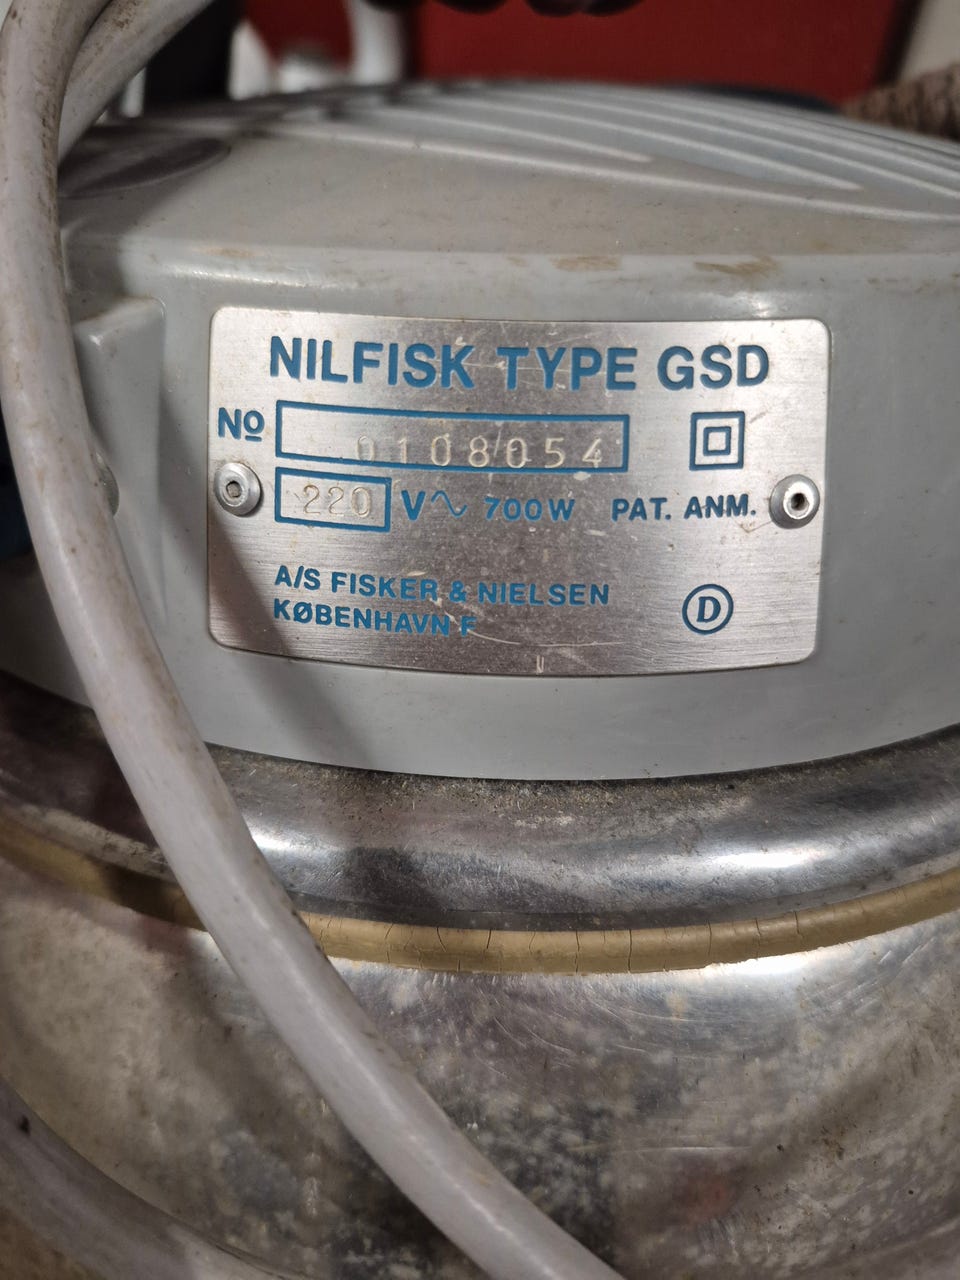 NILFISK TYPE GSD
Nº 0108054
220 V~ 700W PAT. ANM.
A/S FISKER & NIELSEN
KØBENHAVN F
D